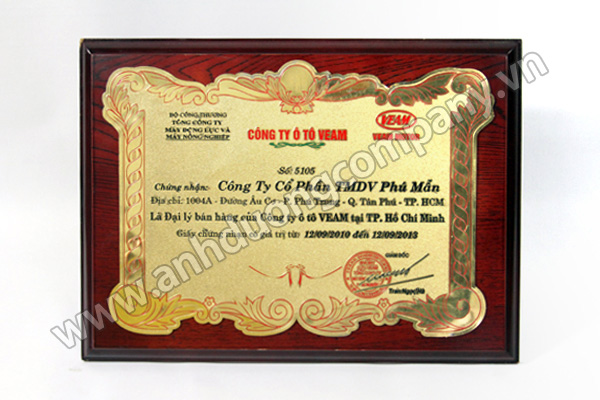 BỘ CÔNG THƯƠNG
TỔNG CÔNG TY
MÁY ĐỘNG LỰC VÀ
MÁY NÔNG NGHIỆP
VEAM
CÔNG TY Ô TÔ VEAM
Số: 5105
Chứng nhận: Công Ty Cổ Phần TMDV Phú Mẫn
Địa chỉ: 1004A - Đường Âu Cơ - P. Phú Trung - Q. Tân Phú - TP. HCM
Là Đại lý bán hàng của Công ty ô tô VEAM tại TP. Hồ Chí Minh
Giấy chứng nhận có giá trị từ: 12/09/2010 đến 12/09/2013
GIÁM ĐỐC
www.anhduongcompany.vn